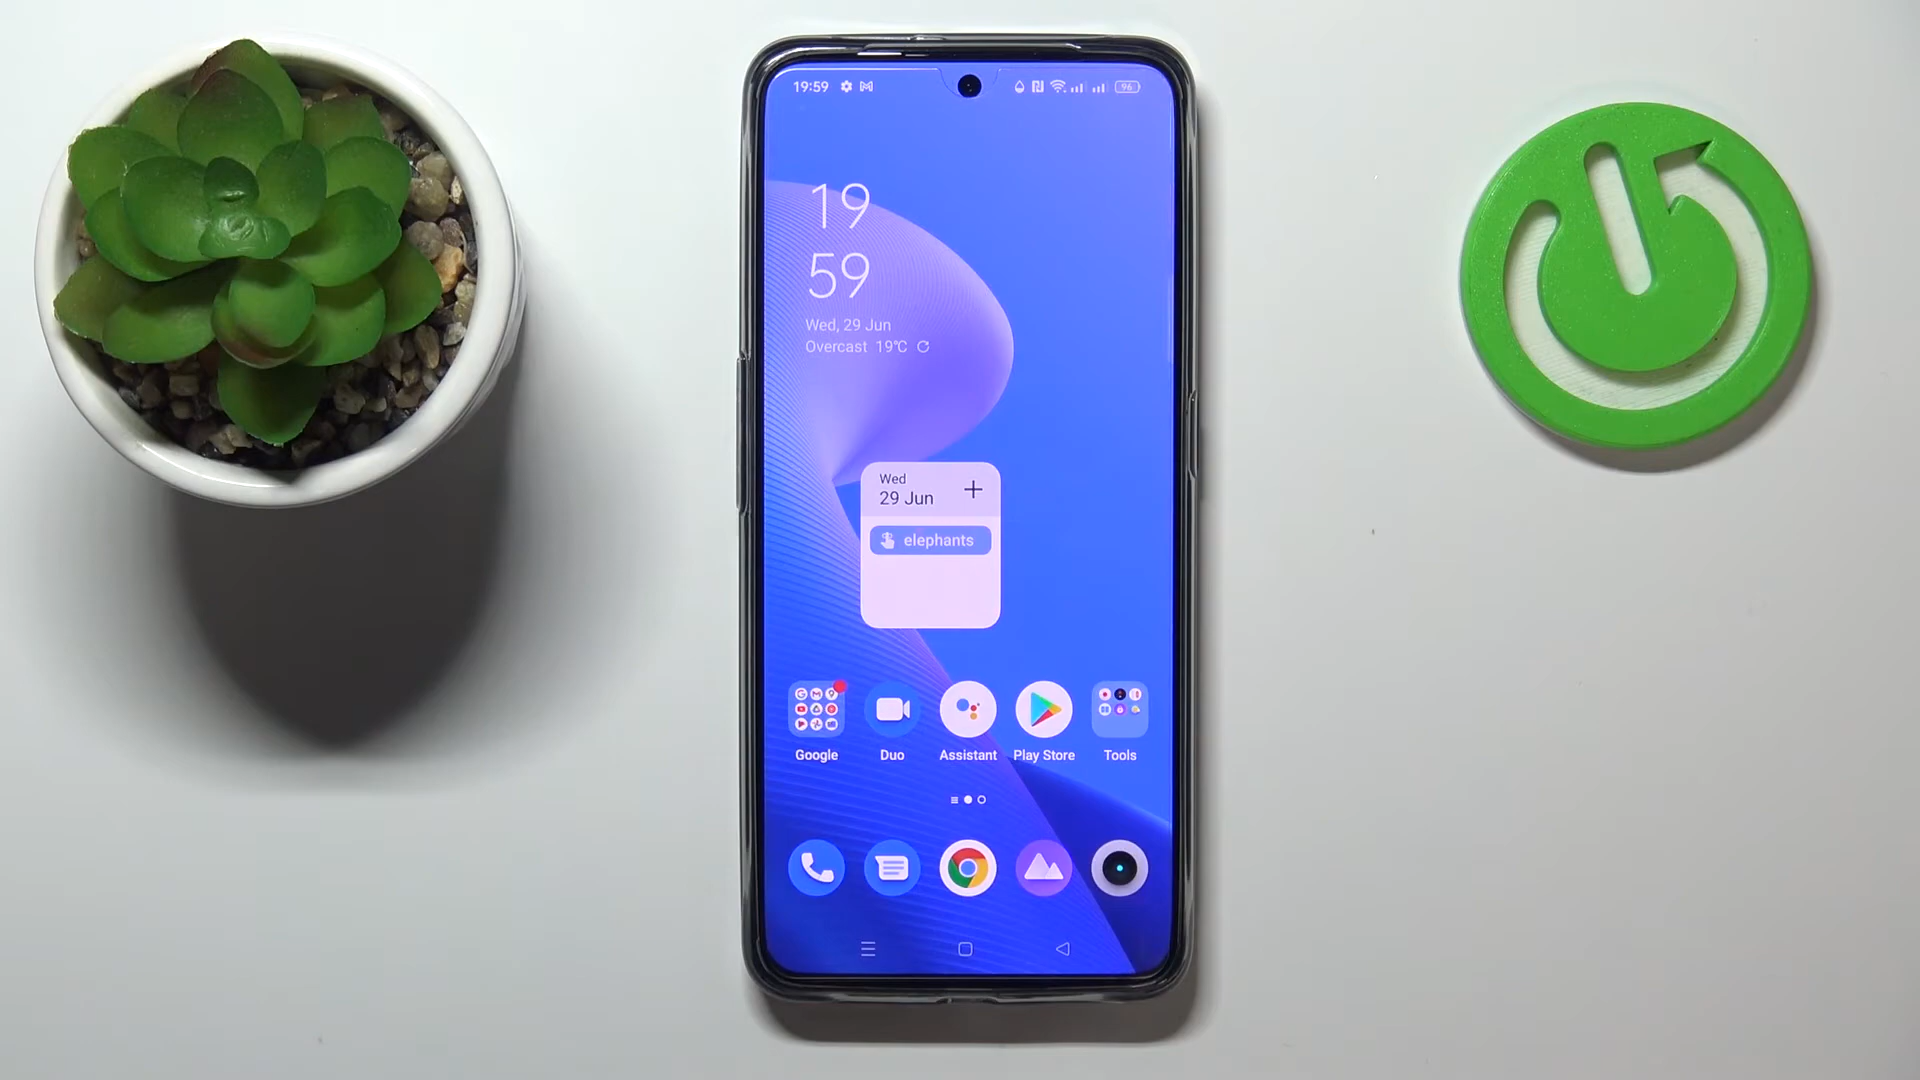 19:59
96
19
59
Wed, 29 Jun
Overcast 19°C
Wed
29 Jun
elephants
Google
Duo
Assistant
Play Store
Tools